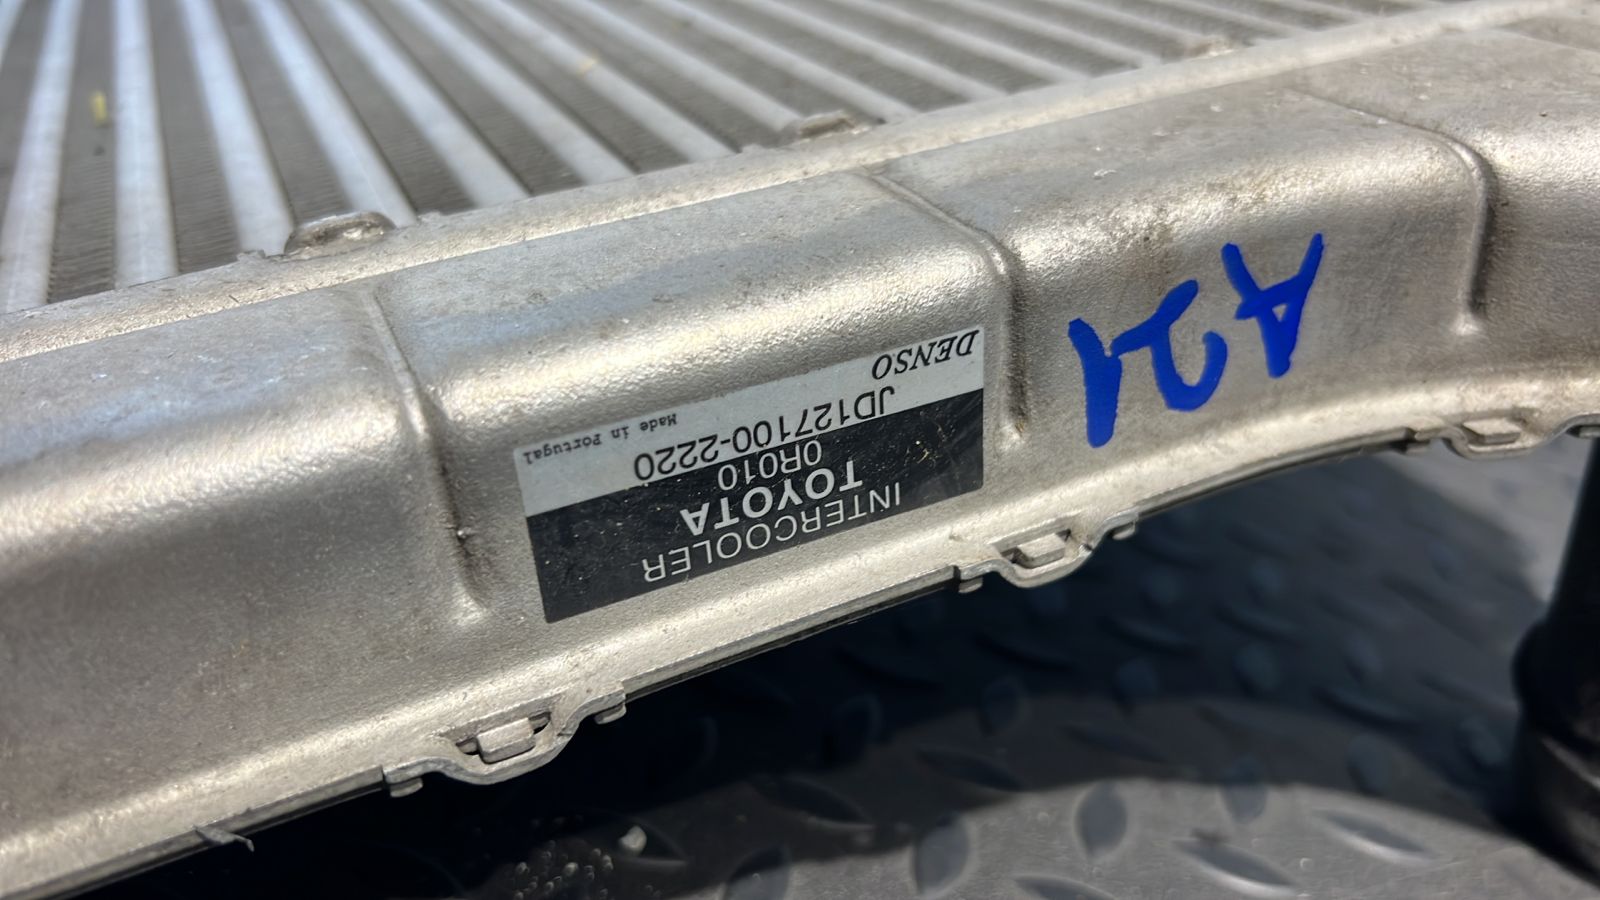 INTERCOOLER
TOYOTA
0R010
JD127100-2220
Made in Portugal
DENSO
A21